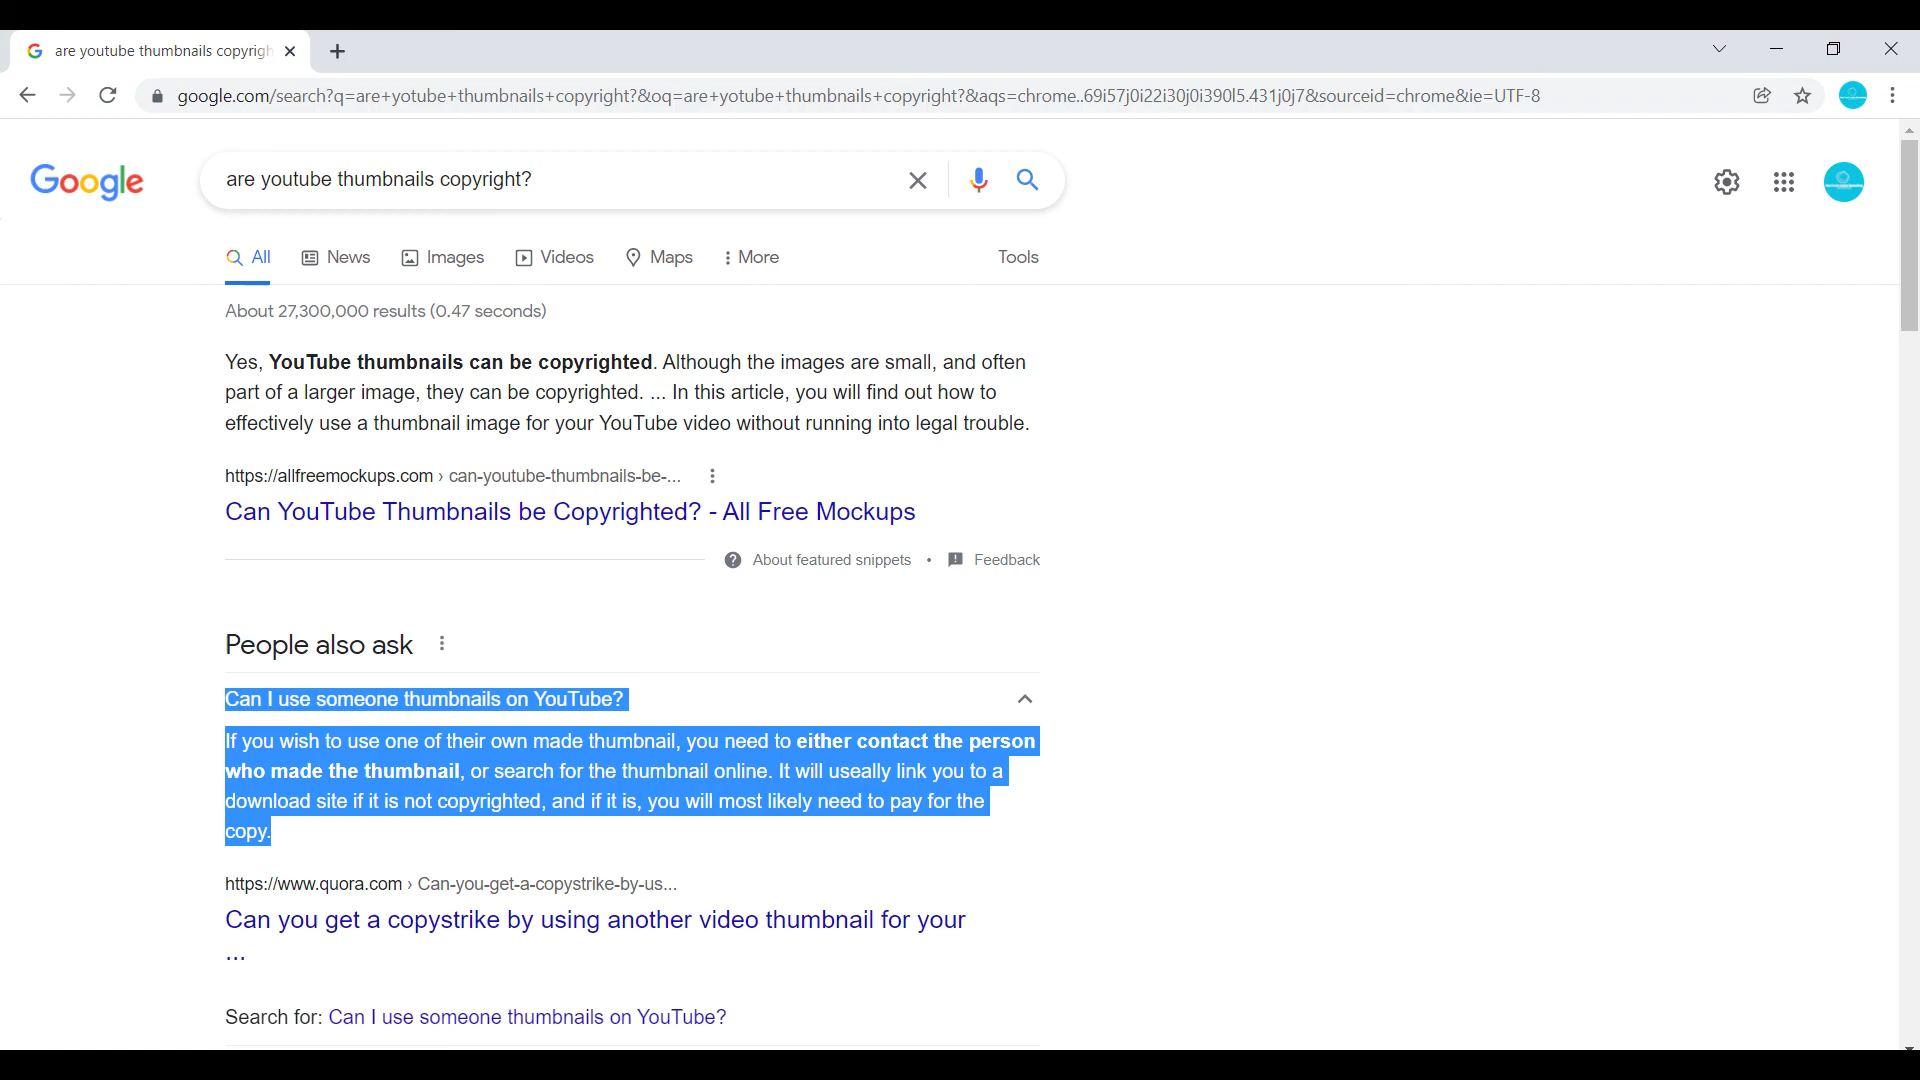 are youtube thumbnails copyrigh
google.com/search?q=are+yotube+thumbnails+copyright?&oq=are+yotube+thumbnails+copyright?&aqs=chrome..69i57j0i22i30j0i390l5.431j0j7&sourceid=chrome&ie=UTF-8
Google
are youtube thumbnails copyright?
All News Images Videos Maps More Tools
About 27,300,000 results (0.47 seconds)
Yes, YouTube thumbnails can be copyrighted. Although the images are small, and often
part of a larger image, they can be copyrighted. ... In this article, you will find out how to
effectively use a thumbnail image for your YouTube video without running into legal trouble.
https://allfreemockups.com › can-youtube-thumbnails-be-...
Can YouTube Thumbnails be Copyrighted? - All Free Mockups
About featured snippets • Feedback
People also ask
Can I use someone thumbnails on YouTube?
If you wish to use one of their own made thumbnail, you need to either contact the person
who made the thumbnail, or search for the thumbnail online. It will useally link you to a
download site if it is not copyrighted, and if it is, you will most likely need to pay for the
copy.
https://www.quora.com › Can-you-get-a-copystrike-by-us...
Can you get a copystrike by using another video thumbnail for your
...
Search for: Can I use someone thumbnails on YouTube?